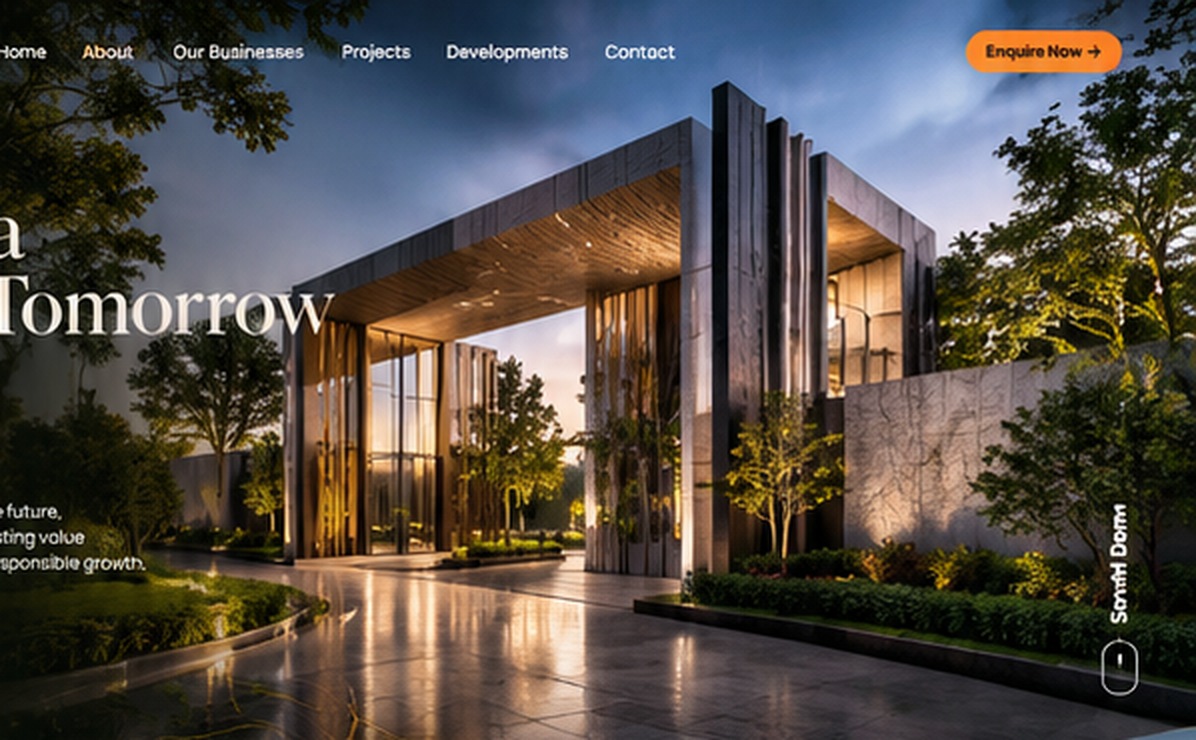 Home About Our Businesses Projects Developments Contact Enquire Now →
a
Tomorrow
e future,
sting value
sponsible growth.